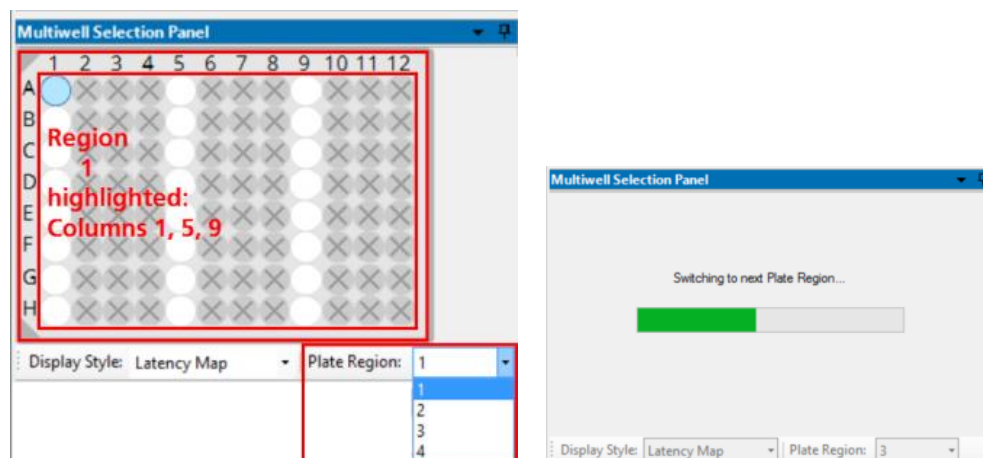 Multiwell Selection Panel
1 2 3 4 5 6 7 8 9 10 11 12
A
B
C
D
E
F
G
H
Region
1
highlighted:
Columns 1, 5, 9
Display Style: Latency Map Plate Region: 1
1
2
3
4
Multiwell Selection Panel
Switching to next Plate Region...
Display Style: Latency Map Plate Region: 3